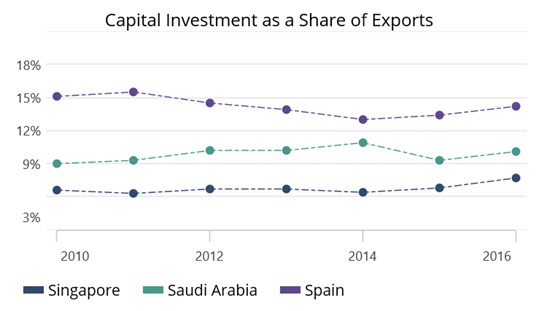 Capital Investment as a Share of Exports
18%
15%
12%
9%
3%
2010 2012 2014 2016
Singapore Saudi Arabia Spain